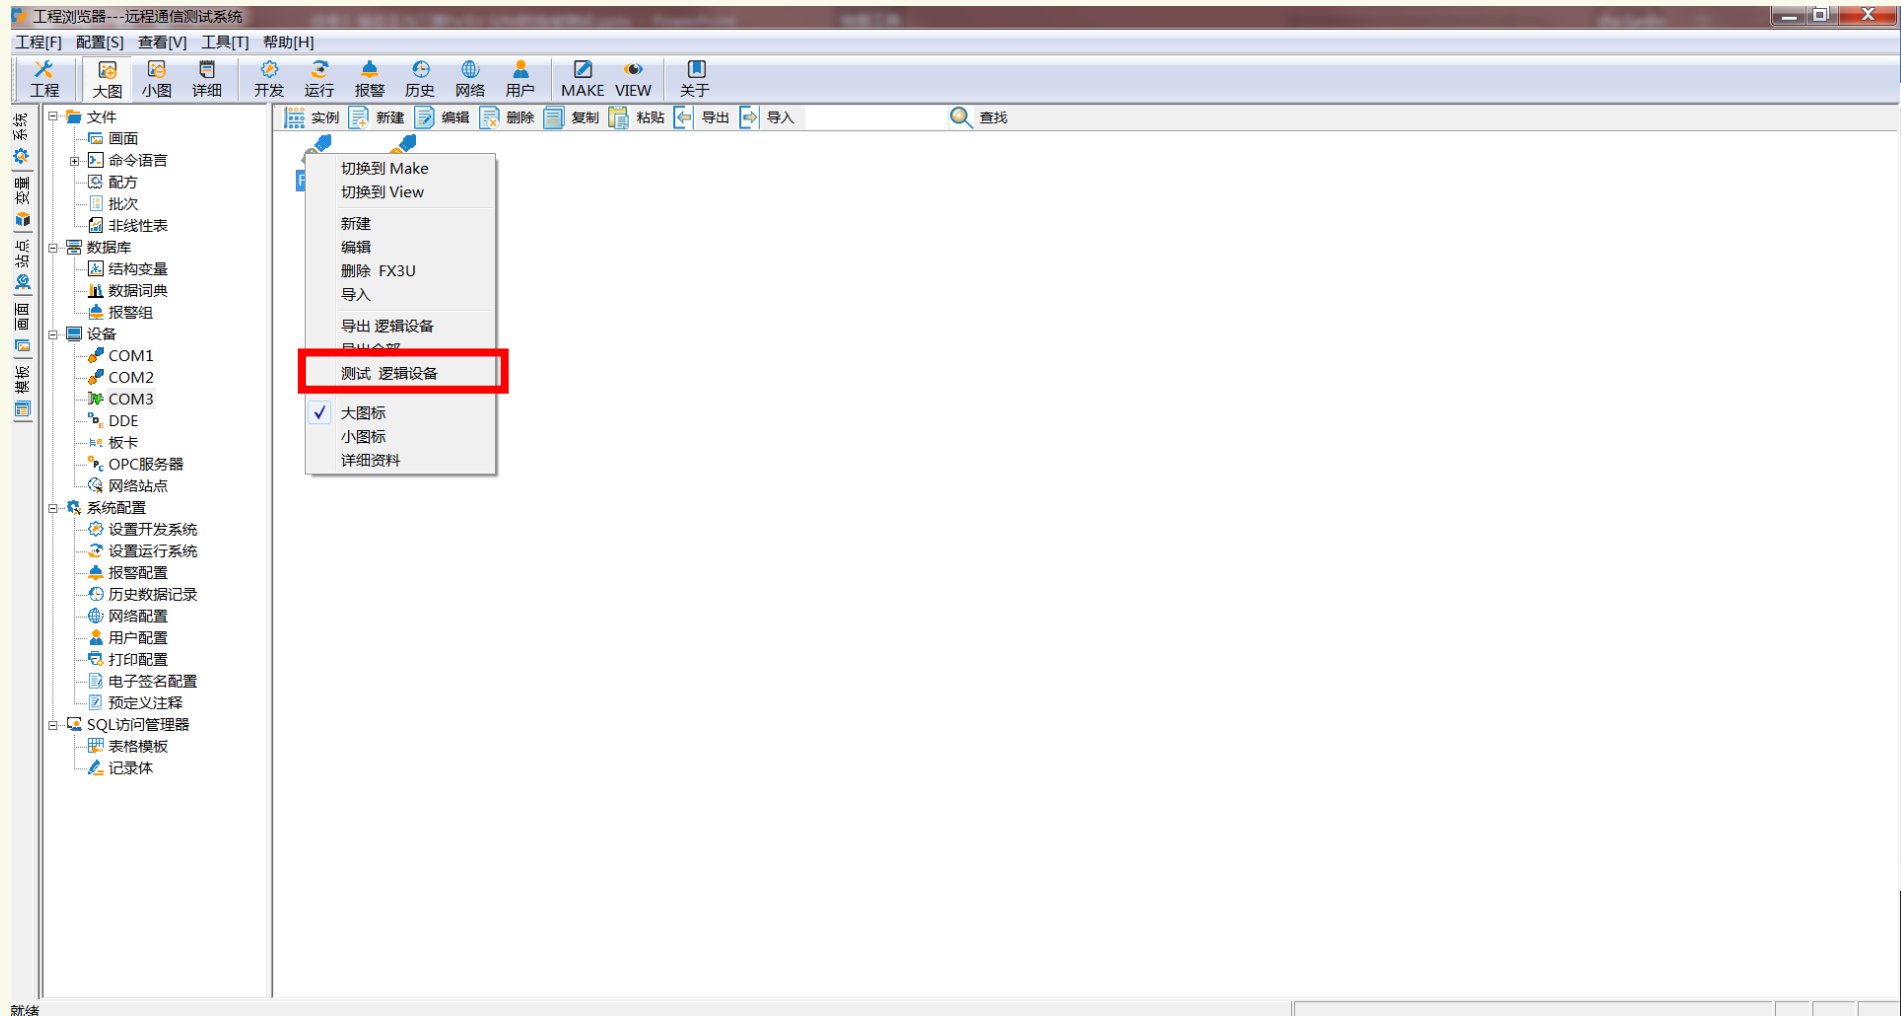 工程浏览器---远程通信测试系统
工程[F] 配置[S] 查看[V] 工具[T] 帮助[H]
工程 大图 小图 详细 开发 运行 报警 历史 网络 用户 MAKE VIEW 关于
实例 新建 编辑 删除 复制 粘贴 导出 导入 查找
系统
变量
站点
画面
模板
文件
画面
命令语言
配方
批次
非线性表
数据库
结构变量
数据词典
报警组
设备
COM1
COM2
COM3
DDE
板卡
OPC服务器
网络站点
系统配置
设置开发系统
设置运行系统
报警配置
历史数据记录
网络配置
用户配置
打印配置
电子签名配置
预定义注释
SQL访问管理器
表格模板
记录体
切换到 Make
切换到 View
新建
编辑
删除 FX3U
导入
导出 逻辑设备
导出全部
测试 逻辑设备
大图标
小图标
详细资料
就绪